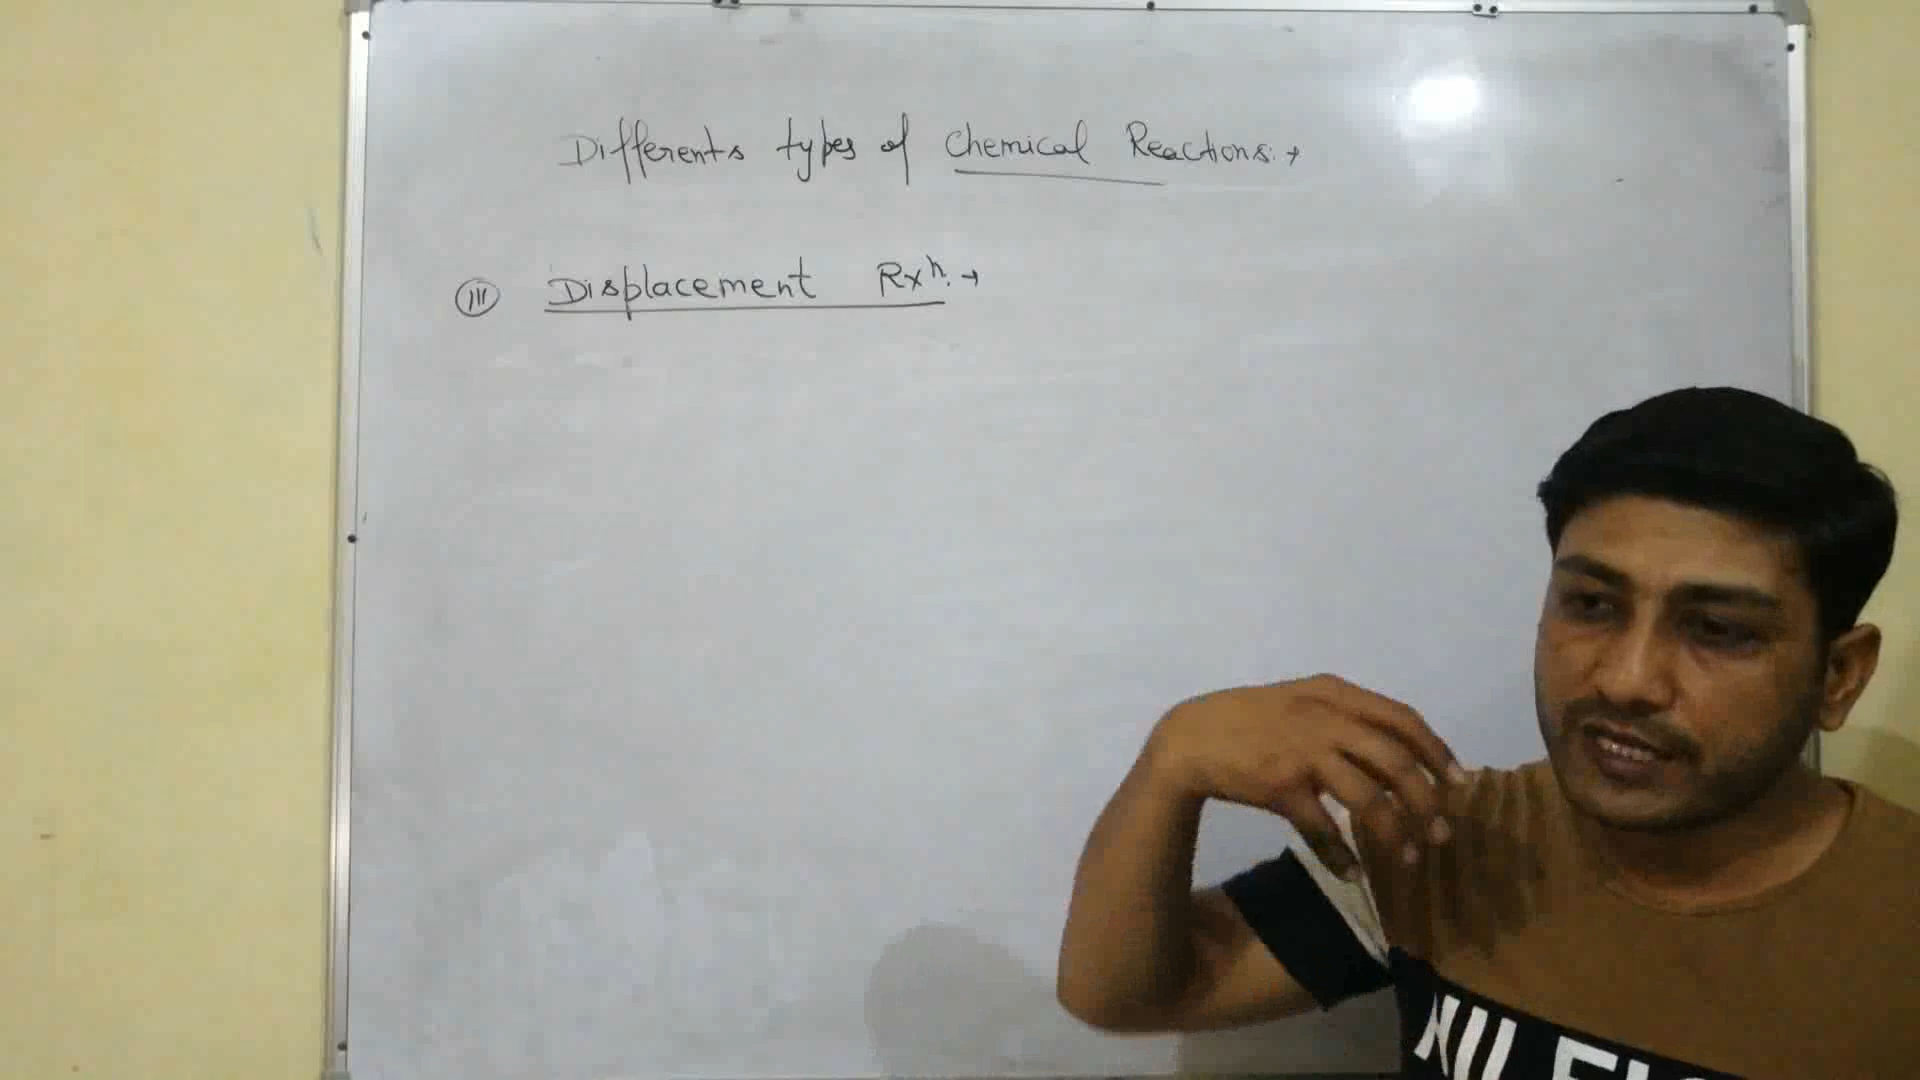 Differents types of Chemical Reactions:→
(iii) Displacement Rxn.→